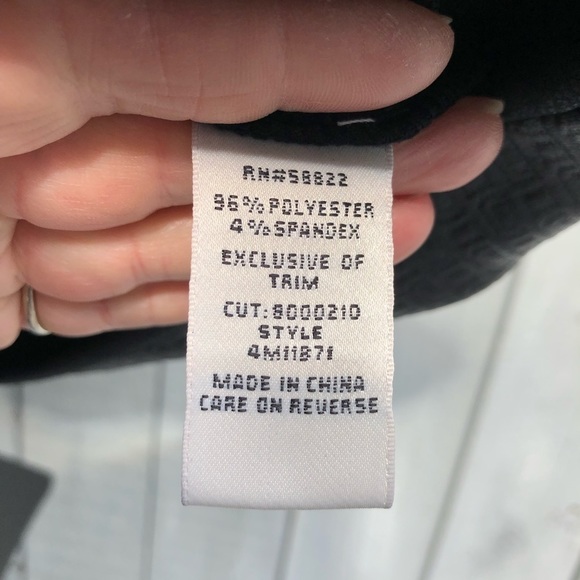 RN#58822
96% POLYESTER
4% SPANDEX
EXCLUSIVE OF
TRIM
CUT:8000210
STYLE
4M11871
MADE IN CHINA
CARE ON REVERSE